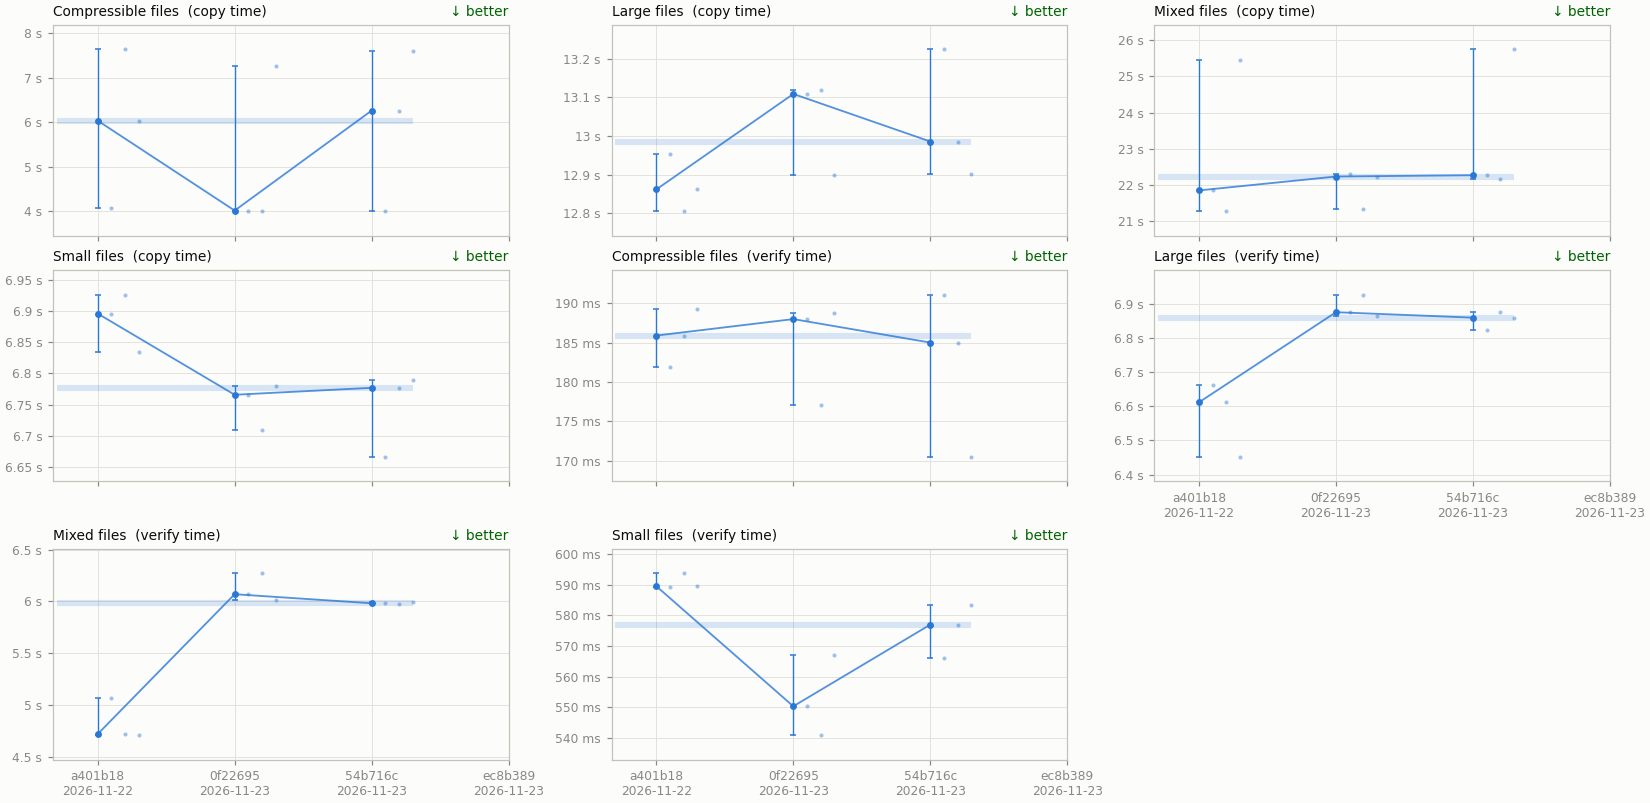 Compressible files (copy time) ↓ better
8 s
7 s
6 s
5 s
4 s
Large files (copy time) ↓ better
13.2 s
13.1 s
13 s
12.9 s
12.8 s
Mixed files (copy time) ↓ better
26 s
25 s
24 s
23 s
22 s
21 s
Small files (copy time) ↓ better
6.95 s
6.9 s
6.85 s
6.8 s
6.75 s
6.7 s
6.65 s
Compressible files (verify time) ↓ better
190 ms
185 ms
180 ms
175 ms
170 ms
Large files (verify time) ↓ better
6.9 s
6.8 s
6.7 s
6.6 s
6.5 s
6.4 s
a401b18 0f22695 54b716c ec8b389
2026-11-22 2026-11-23 2026-11-23 2026-11-23
Mixed files (verify time) ↓ better
6.5 s
6 s
5.5 s
5 s
4.5 s
a401b18 0f22695 54b716c ec8b389
2026-11-22 2026-11-23 2026-11-23 2026-11-23
Small files (verify time) ↓ better
600 ms
590 ms
580 ms
570 ms
560 ms
550 ms
540 ms
a401b18 0f22695 54b716c ec8b389
2026-11-22 2026-11-23 2026-11-23 2026-11-23